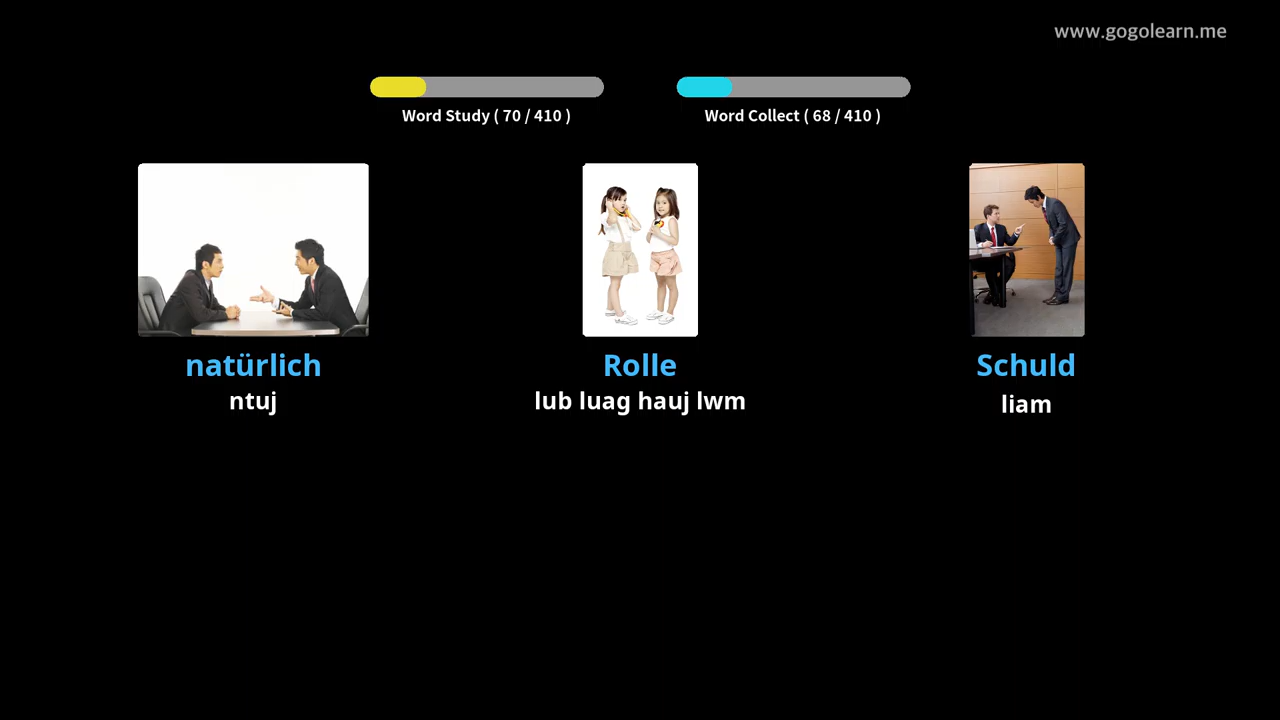 www.gogolearn.me
Word Study ( 70 / 410 )
Word Collect ( 68 / 410 )
natürlich
ntuj
Rolle
lub luag hauj lwm
Schuld
liam